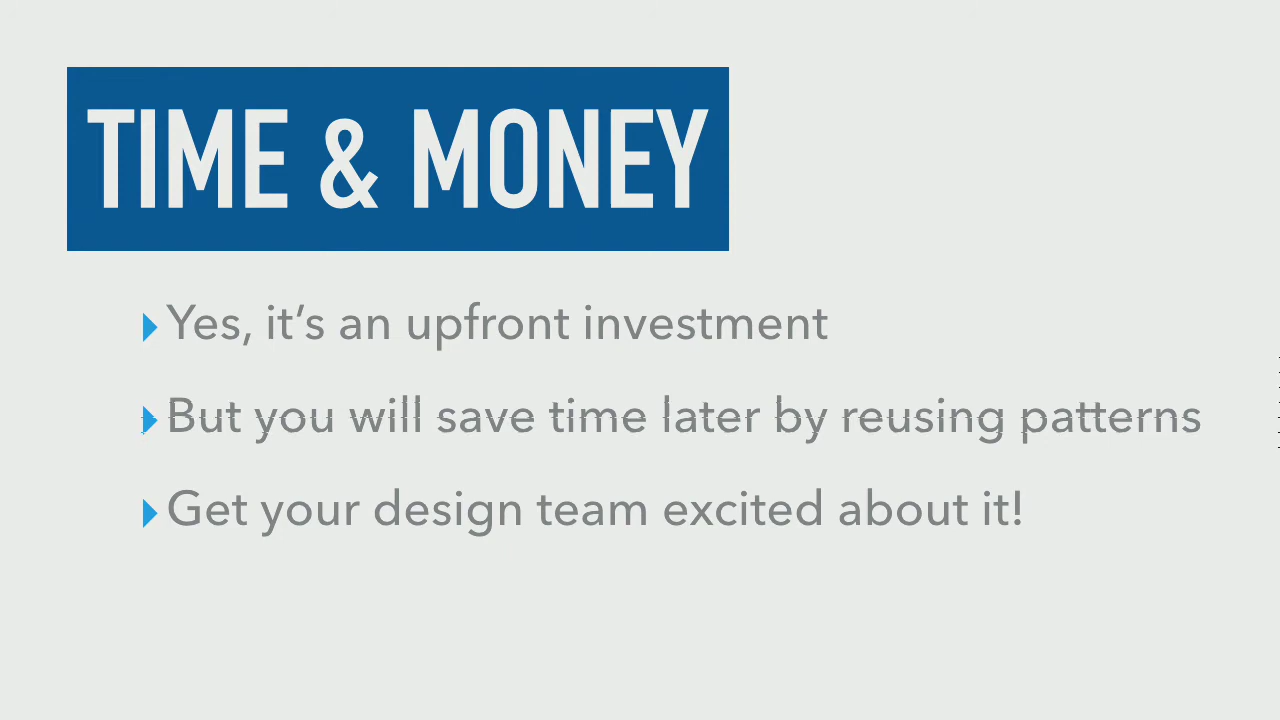 TIME & MONEY
Yes, it’s an upfront investment
But you will save time later by reusing patterns
Get your design team excited about it!